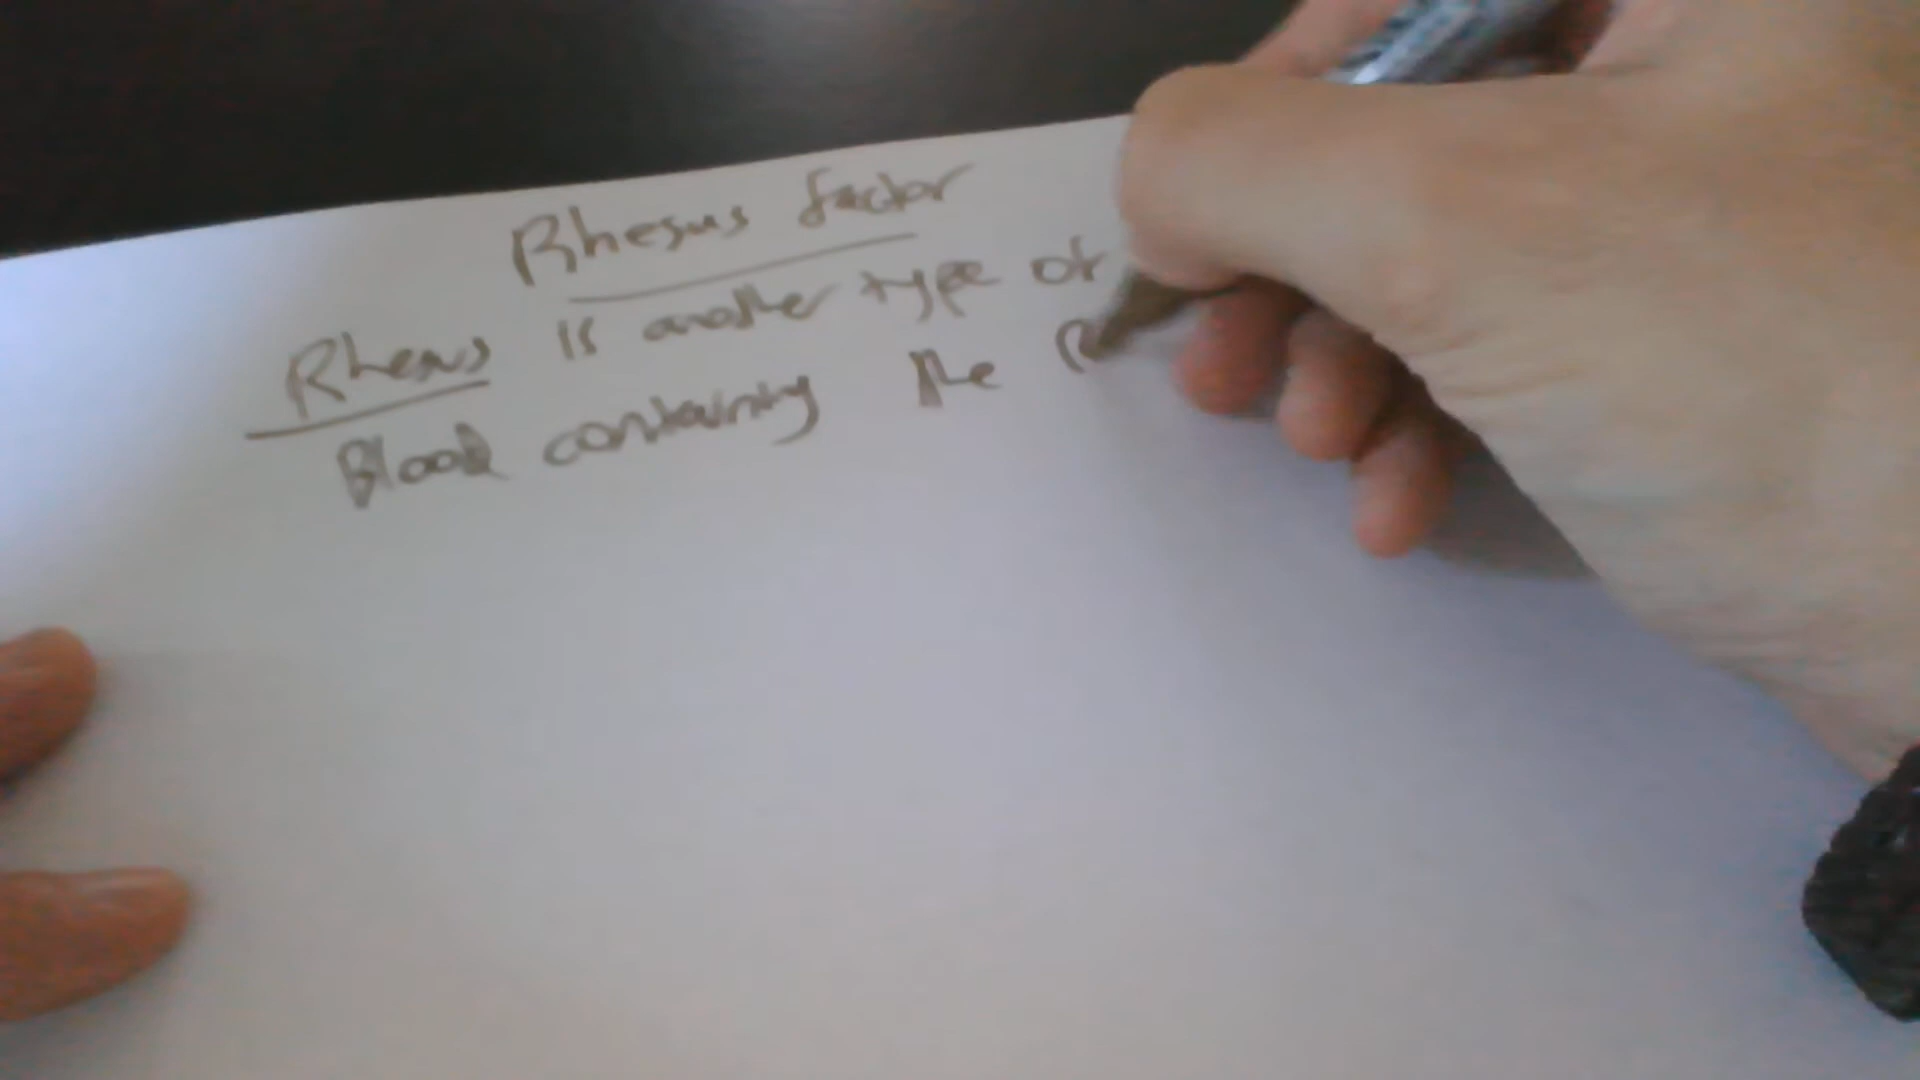 Rhesus factor
Rhesus is another type of
Blood containing the